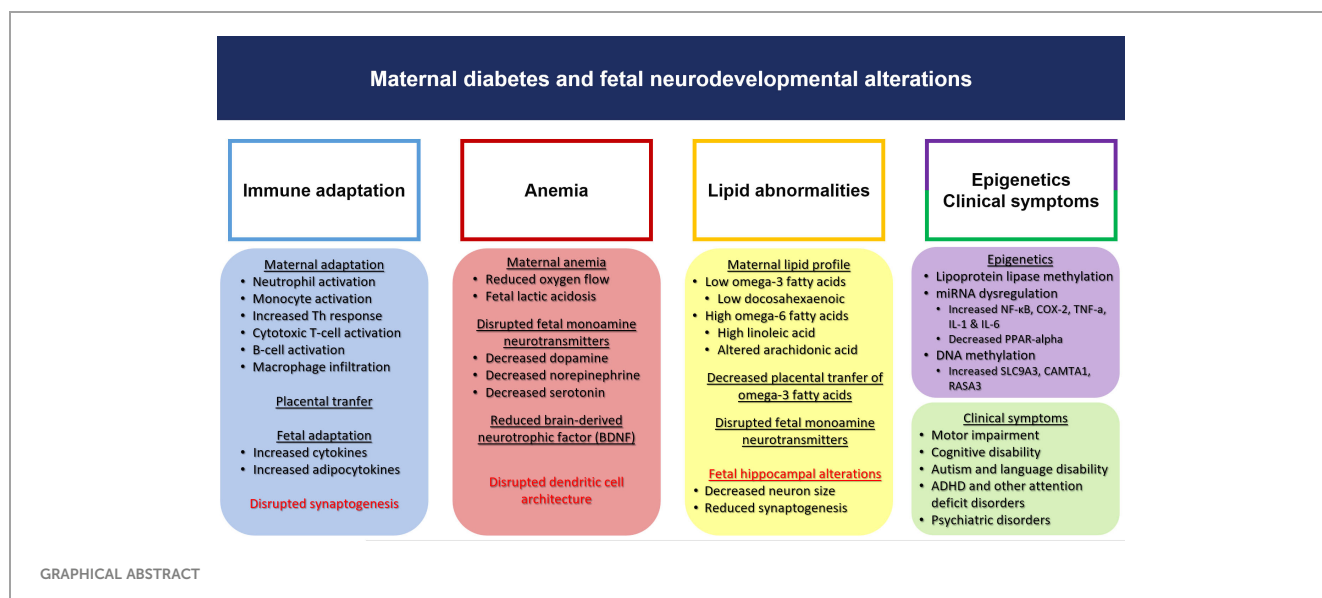 Maternal diabetes and fetal neurodevelopmental alterations
Immune adaptation
Maternal adaptation
• Neutrophil activation
• Monocyte activation
• Increased Th response
• Cytotoxic T-cell activation
• B-cell activation
• Macrophage infiltration
Placental tranfer
Fetal adaptation
• Increased cytokines
• Increased adipocytokines
Disrupted synaptogenesis
Anemia
Maternal anemia
• Reduced oxygen flow
• Fetal lactic acidosis
Disrupted fetal monoamine
neurotransmitters
• Decreased dopamine
• Decreased norepinephrine
• Decreased serotonin
Reduced brain-derived
neurotrophic factor (BDNF)
Disrupted dendritic cell
architecture
Lipid abnormalities
Maternal lipid profile
• Low omega-3 fatty acids
• Low docosahexaenoic
• High omega-6 fatty acids
• High linoleic acid
• Altered arachidonic acid
Decreased placental tranfer of
omega-3 fatty acids
Disrupted fetal monoamine
neurotransmitters
Fetal hippocampal alterations
• Decreased neuron size
• Reduced synaptogenesis
Epigenetics
Clinical symptoms
Epigenetics
• Lipoprotein lipase methylation
• miRNA dysregulation
• Increased NF-κB, COX-2, TNF-a,
IL-1 & IL-6
• Decreased PPAR-alpha
• DNA methylation
• Increased SLC9A3, CAMTA1,
RASA3
Clinical symptoms
• Motor impairment
• Cognitive disability
• Autism and language disability
• ADHD and other attention
deficit disorders
• Psychiatric disorders
GRAPHICAL ABSTRACT